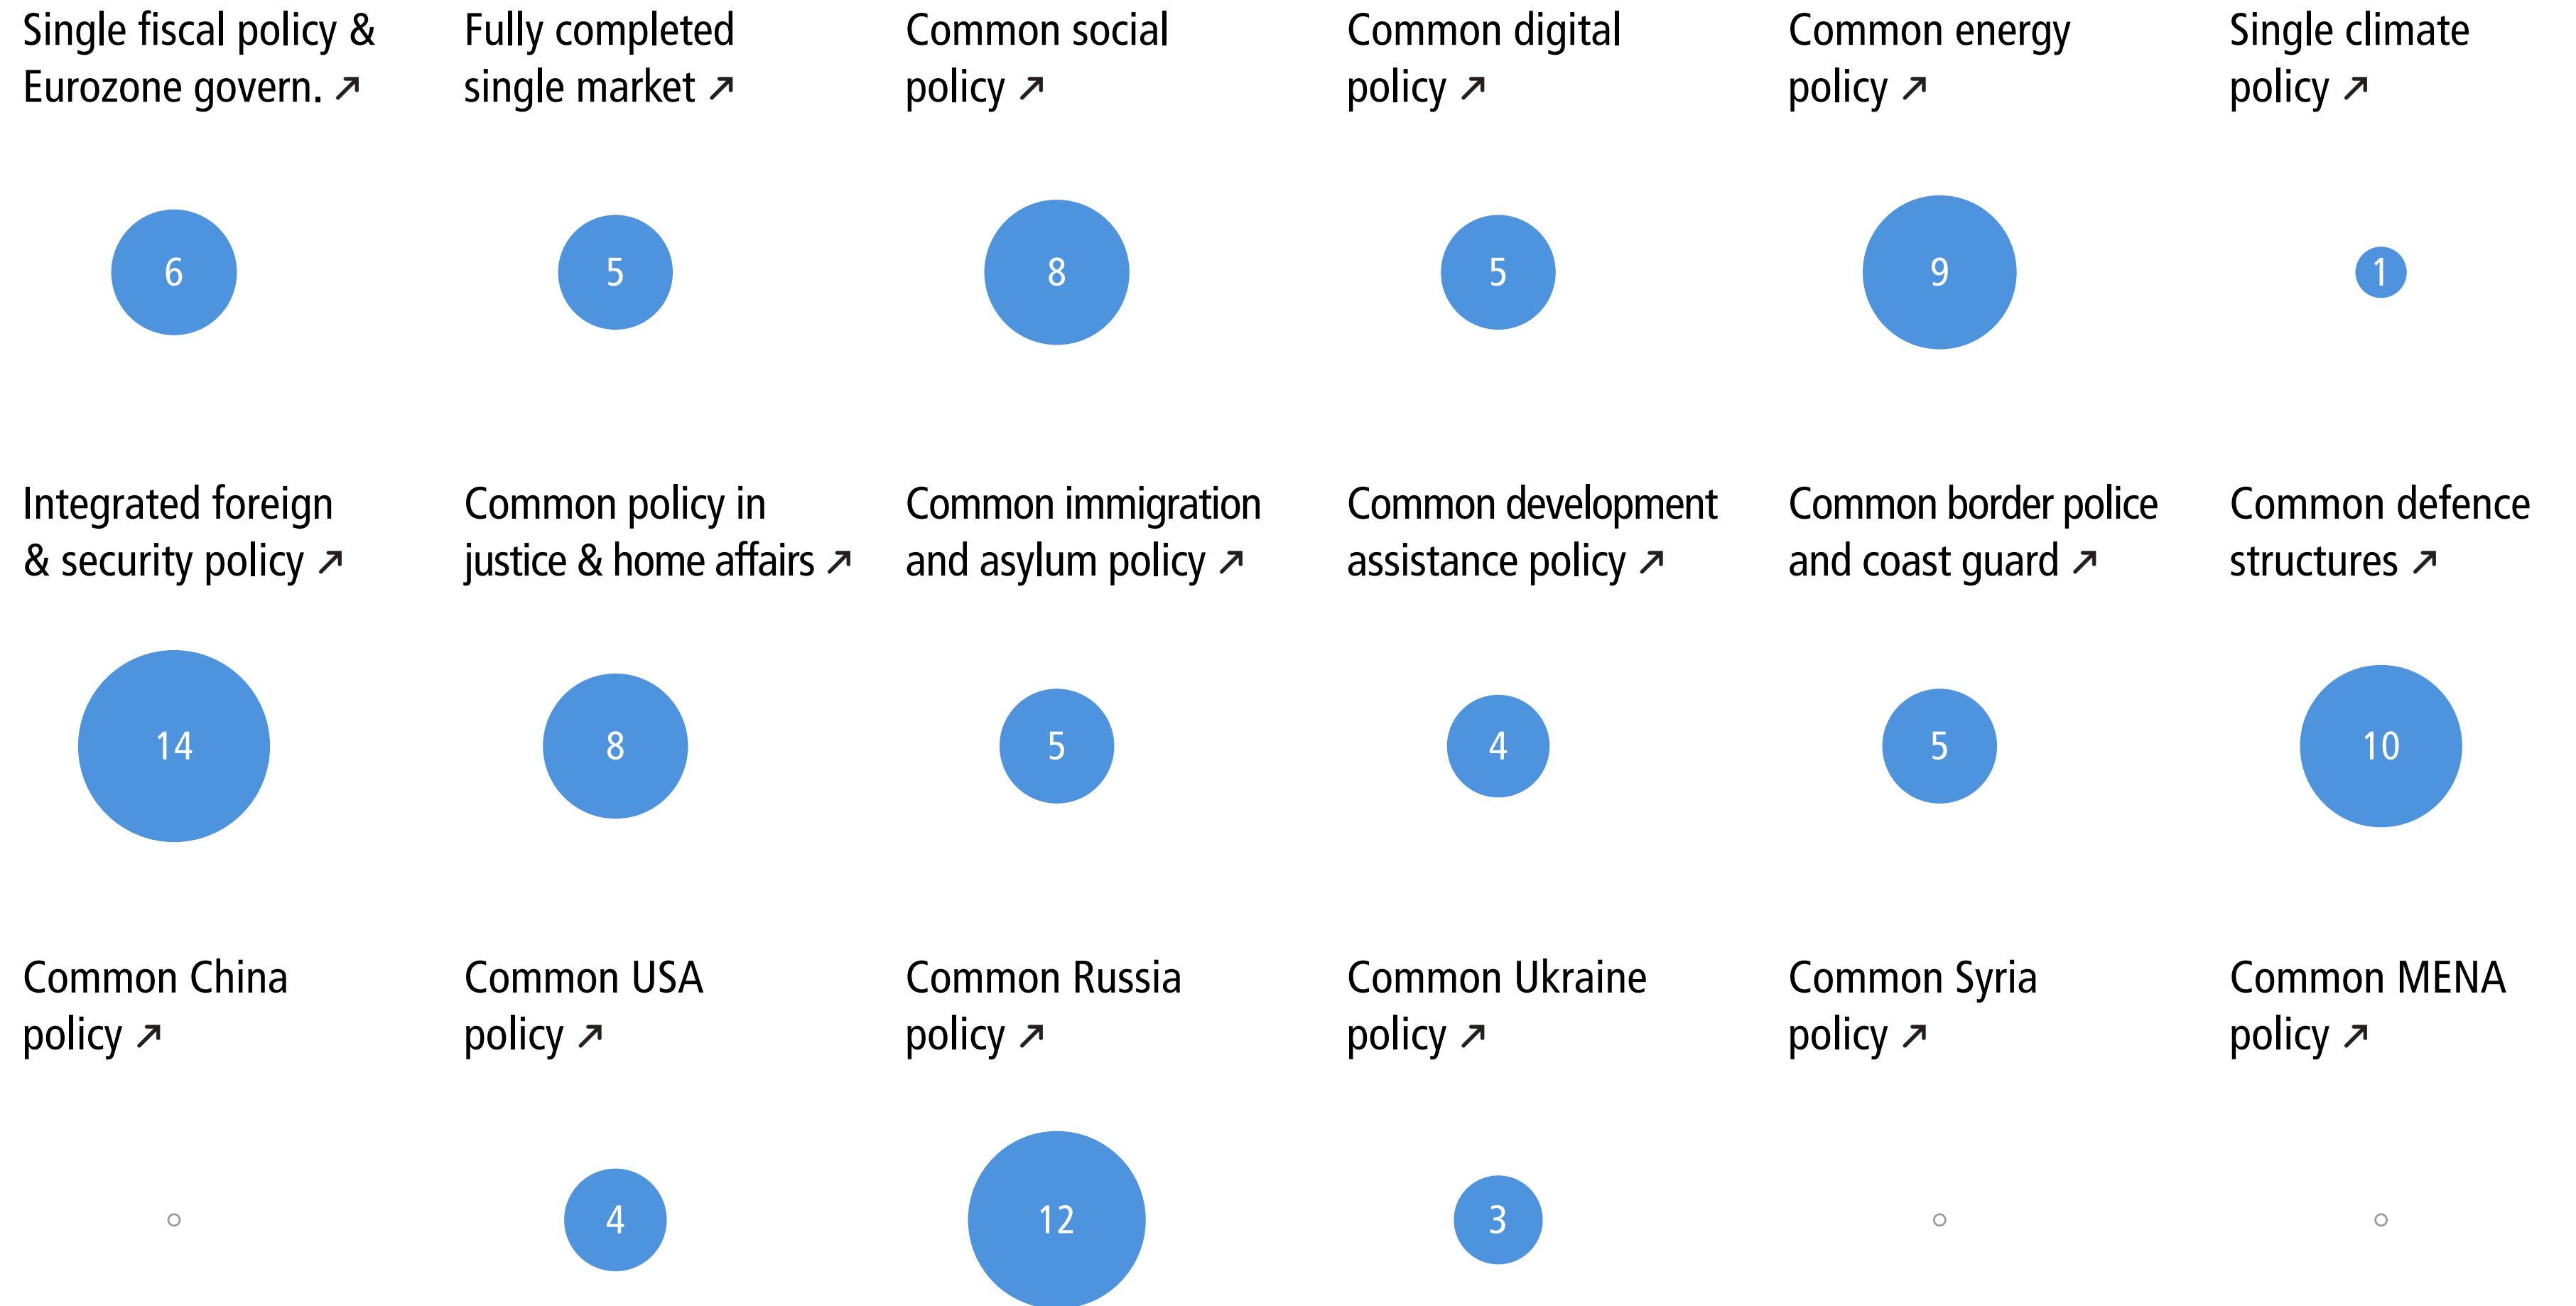 Single fiscal policy &
Eurozone govern. ↗
Fully completed
single market ↗
Common social
policy ↗
Common digital
policy ↗
Common energy
policy ↗
Single climate
policy ↗
6
5
8
5
9
1
Integrated foreign
& security policy ↗
Common policy in
justice & home affairs ↗
Common immigration
and asylum policy ↗
Common development
assistance policy ↗
Common border police
and coast guard ↗
Common defence
structures ↗
14
8
5
4
5
10
Common China
policy ↗
Common USA
policy ↗
Common Russia
policy ↗
Common Ukraine
policy ↗
Common Syria
policy ↗
Common MENA
policy ↗
4
12
3